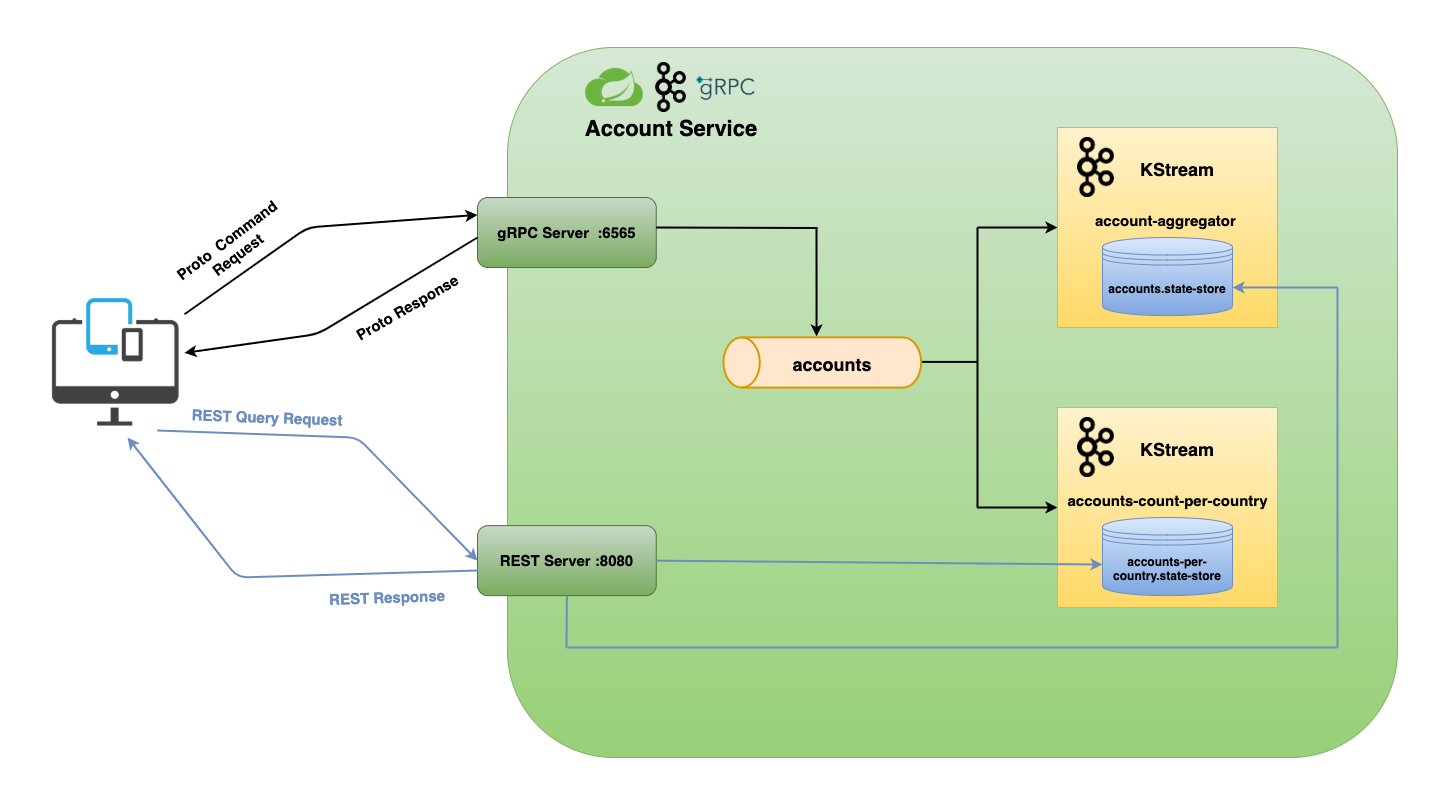 gRPC
Account Service
KStream
account-aggregator
accounts.state-store
Proto Command
Request
gRPC Server :6565
Proto Response
accounts
REST Query Request
KStream
accounts-count-per-country
accounts-per-
country.state-store
REST Server :8080
REST Response